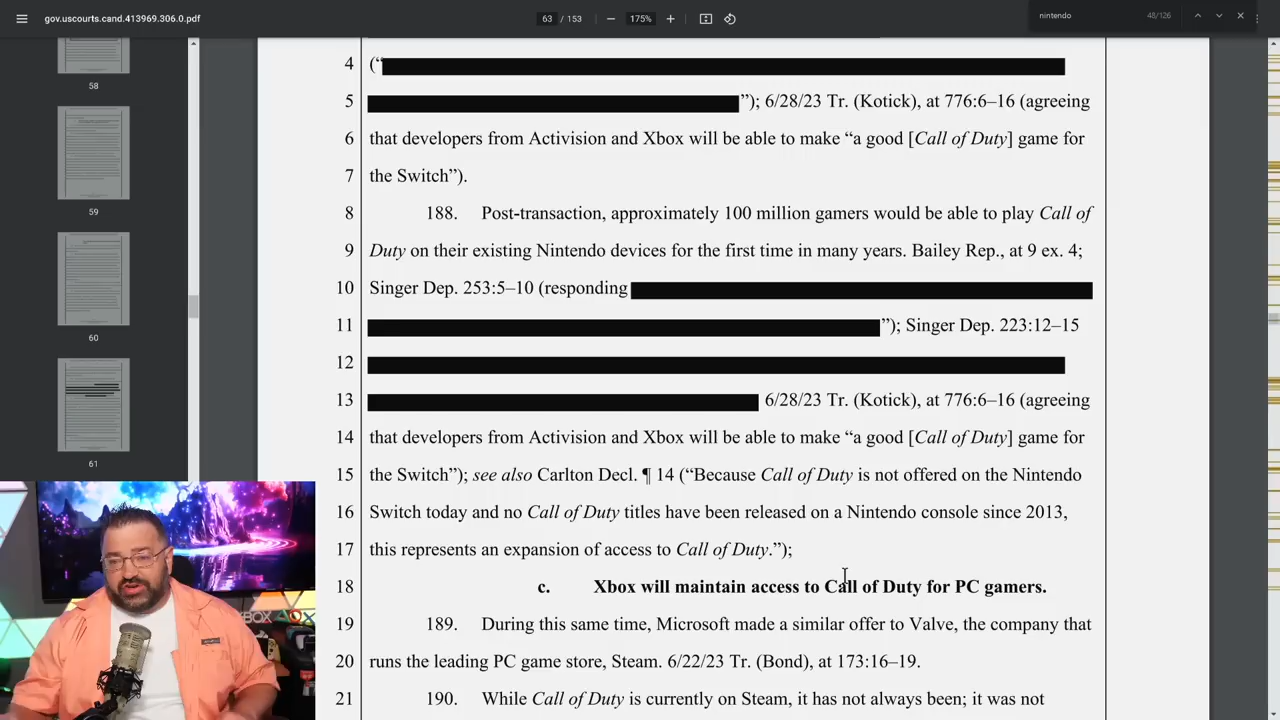 gov.uscourts.cand.413969.306.0.pdf
63 / 153
175%
nintendo
48/126
58
59
60
61
4 (“
5 ”); 6/28/23 Tr. (Kotick), at 776:6–16 (agreeing
6 that developers from Activision and Xbox will be able to make “a good [Call of Duty] game for
7 the Switch”).
8 188. Post-transaction, approximately 100 million gamers would be able to play Call of
9 Duty on their existing Nintendo devices for the first time in many years. Bailey Rep., at 9 ex. 4;
10 Singer Dep. 253:5–10 (responding
11 ”); Singer Dep. 223:12–15
12
13 6/28/23 Tr. (Kotick), at 776:6–16 (agreeing
14 that developers from Activision and Xbox will be able to make “a good [Call of Duty] game for
15 the Switch”); see also Carlton Decl. ¶ 14 (“Because Call of Duty is not offered on the Nintendo
16 Switch today and no Call of Duty titles have been released on a Nintendo console since 2013,
17 this represents an expansion of access to Call of Duty.”);
18 c. Xbox will maintain access to Call of Duty for PC gamers.
19 189. During this same time, Microsoft made a similar offer to Valve, the company that
20 runs the leading PC game store, Steam. 6/22/23 Tr. (Bond), at 173:16–19.
21 190. While Call of Duty is currently on Steam, it has not always been; it was not